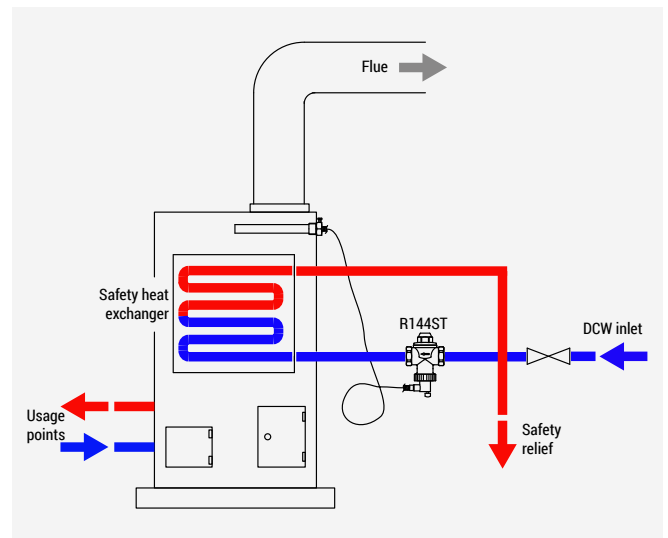 Flue
Safety heat
exchanger
R144ST
DCW inlet
Usage
points
Safety
relief